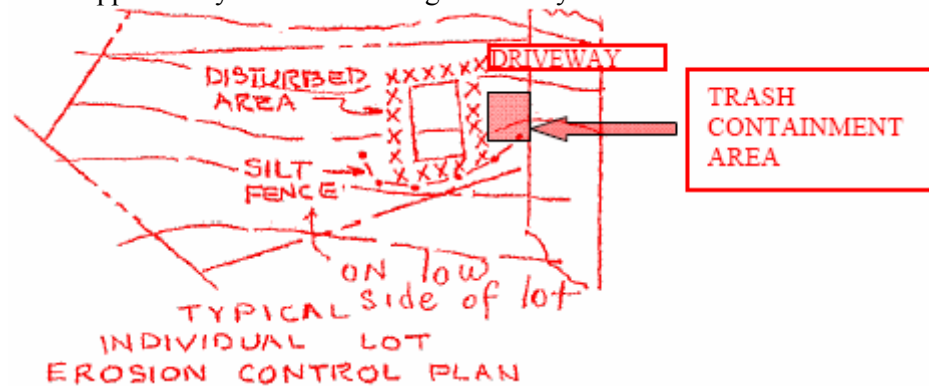 DRIVEWAY
DISTURBED
AREA
TRASH
CONTAINMENT
AREA
SILT
FENCE
ON low
side of lot
TYPICAL
INDIVIDUAL LOT
EROSION CONTROL PLAN